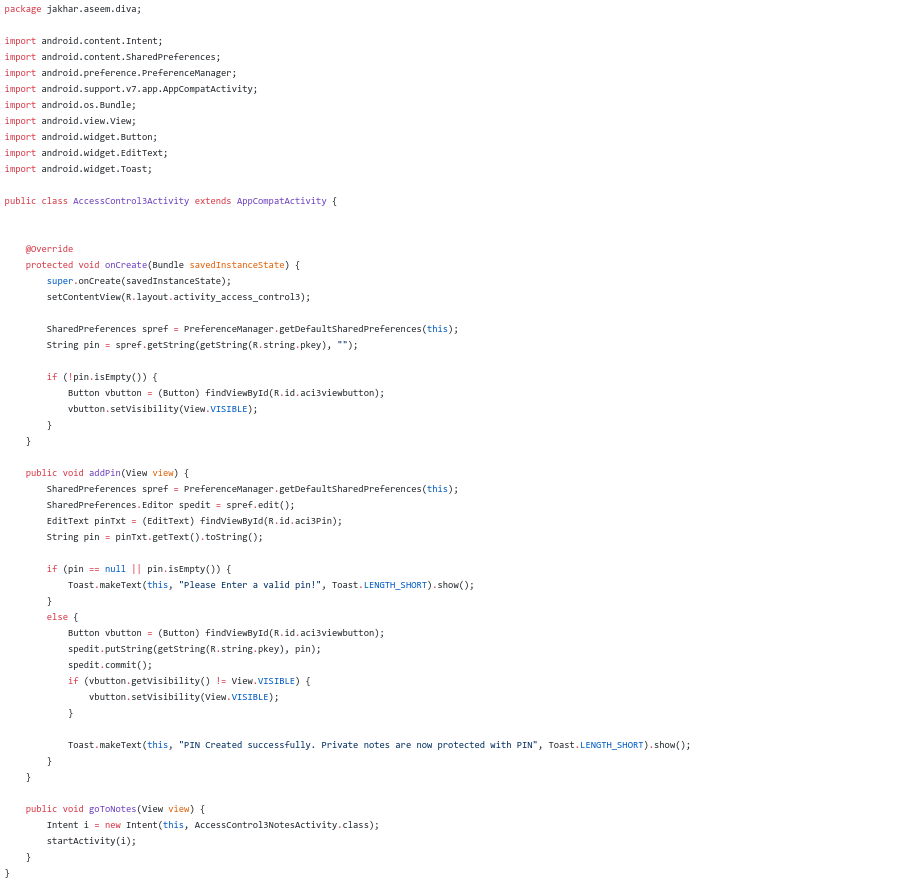 package jakhar.aseem.diva;

import android.content.Intent;
import android.content.SharedPreferences;
import android.preference.PreferenceManager;
import android.support.v7.app.AppCompatActivity;
import android.os.Bundle;
import android.view.View;
import android.widget.Button;
import android.widget.EditText;
import android.widget.Toast;

public class AccessControl3Activity extends AppCompatActivity {


    @Override
    protected void onCreate(Bundle savedInstanceState) {
        super.onCreate(savedInstanceState);
        setContentView(R.layout.activity_access_control3);

        SharedPreferences spref = PreferenceManager.getDefaultSharedPreferences(this);
        String pin = spref.getString(getString(R.string.pkey), "");

        if (!pin.isEmpty()) {
            Button vbutton = (Button) findViewById(R.id.aci3viewbutton);
            vbutton.setVisibility(View.VISIBLE);
        }
    }

    public void addPin(View view) {
        SharedPreferences spref = PreferenceManager.getDefaultSharedPreferences(this);
        SharedPreferences.Editor spedit = spref.edit();
        EditText pinTxt = (EditText) findViewById(R.id.aci3Pin);
        String pin = pinTxt.getText().toString();

        if (pin == null || pin.isEmpty()) {
            Toast.makeText(this, "Please Enter a valid pin!", Toast.LENGTH_SHORT).show();
        }
        else {
            Button vbutton = (Button) findViewById(R.id.aci3viewbutton);
            spedit.putString(getString(R.string.pkey), pin);
            spedit.commit();
            if (vbutton.getVisibility() != View.VISIBLE) {
                vbutton.setVisibility(View.VISIBLE);
            }

            Toast.makeText(this, "PIN Created successfully. Private notes are now protected with PIN", Toast.LENGTH_SHORT).show();
        }
    }

    public void goToNotes(View view) {
        Intent i = new Intent(this, AccessControl3NotesActivity.class);
        startActivity(i);
    }
}